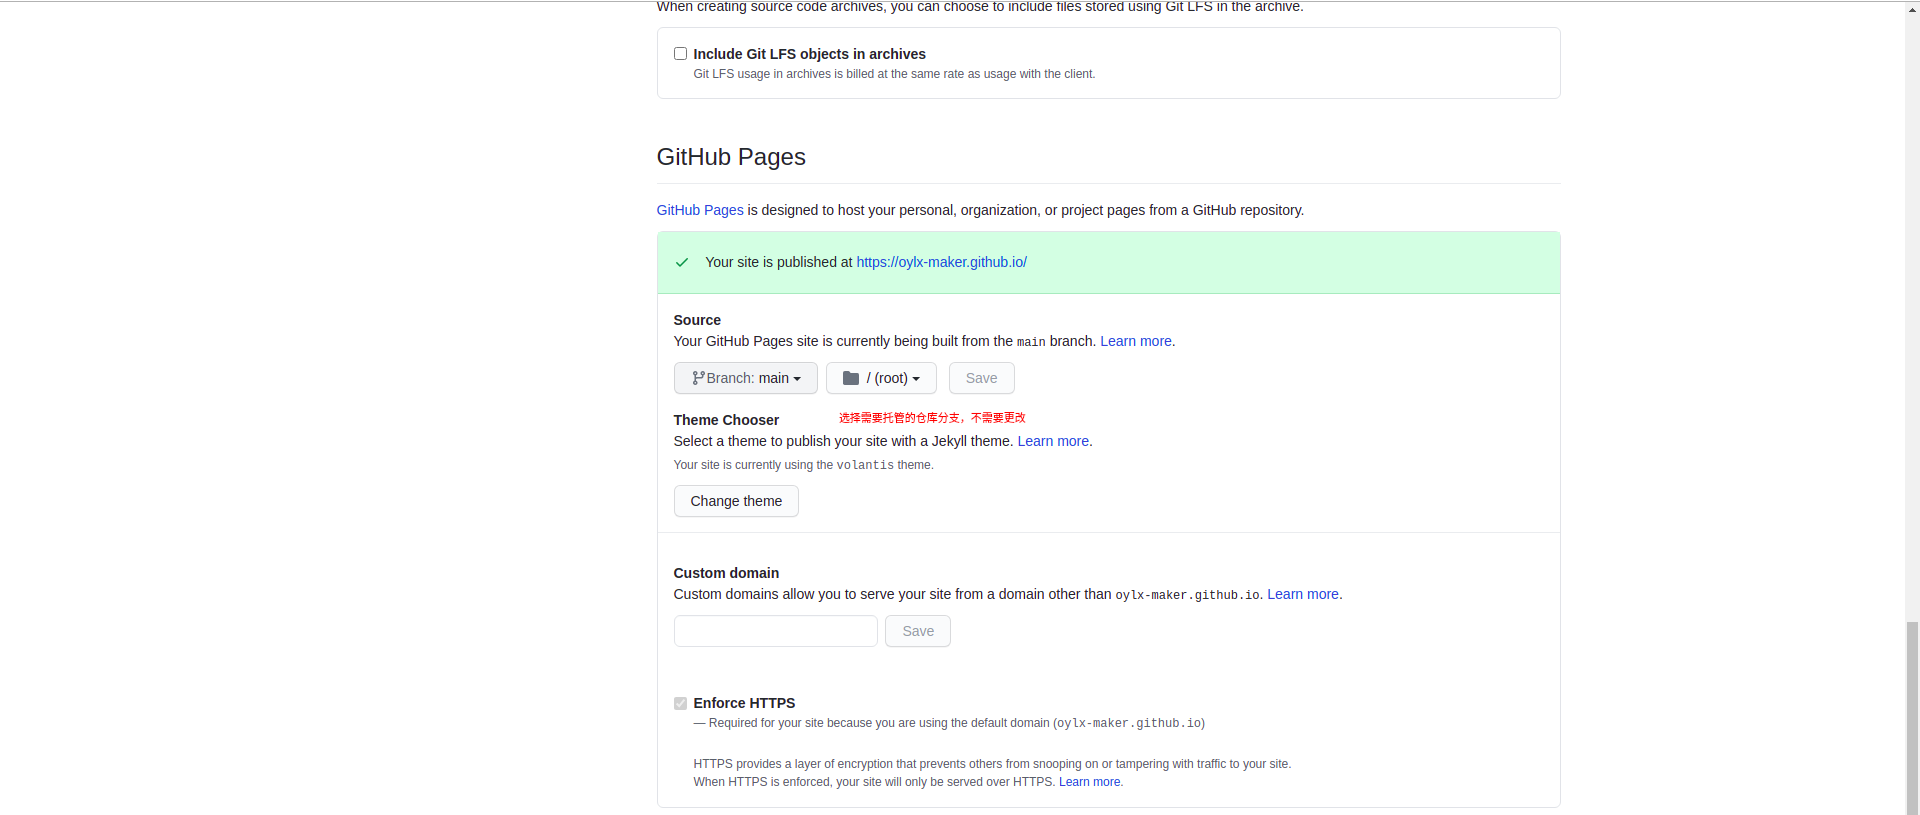 When creating source code archives, you can choose to include files stored using Git LFS in the archive.
Include Git LFS objects in archives
Git LFS usage in archives is billed at the same rate as usage with the client.
GitHub Pages
GitHub Pages is designed to host your personal, organization, or project pages from a GitHub repository.
Your site is published at https://oylx-maker.github.io/
Source
Your GitHub Pages site is currently being built from the main branch. Learn more.
Branch: main / (root) Save
选择需要托管的仓库分支，不需要更改
Theme Chooser
Select a theme to publish your site with a Jekyll theme. Learn more.
Your site is currently using the volantis theme.
Change theme
Custom domain
Custom domains allow you to serve your site from a domain other than oylx-maker.github.io. Learn more.
Save
Enforce HTTPS
— Required for your site because you are using the default domain (oylx-maker.github.io)
HTTPS provides a layer of encryption that prevents others from snooping on or tampering with traffic to your site.
When HTTPS is enforced, your site will only be served over HTTPS. Learn more.